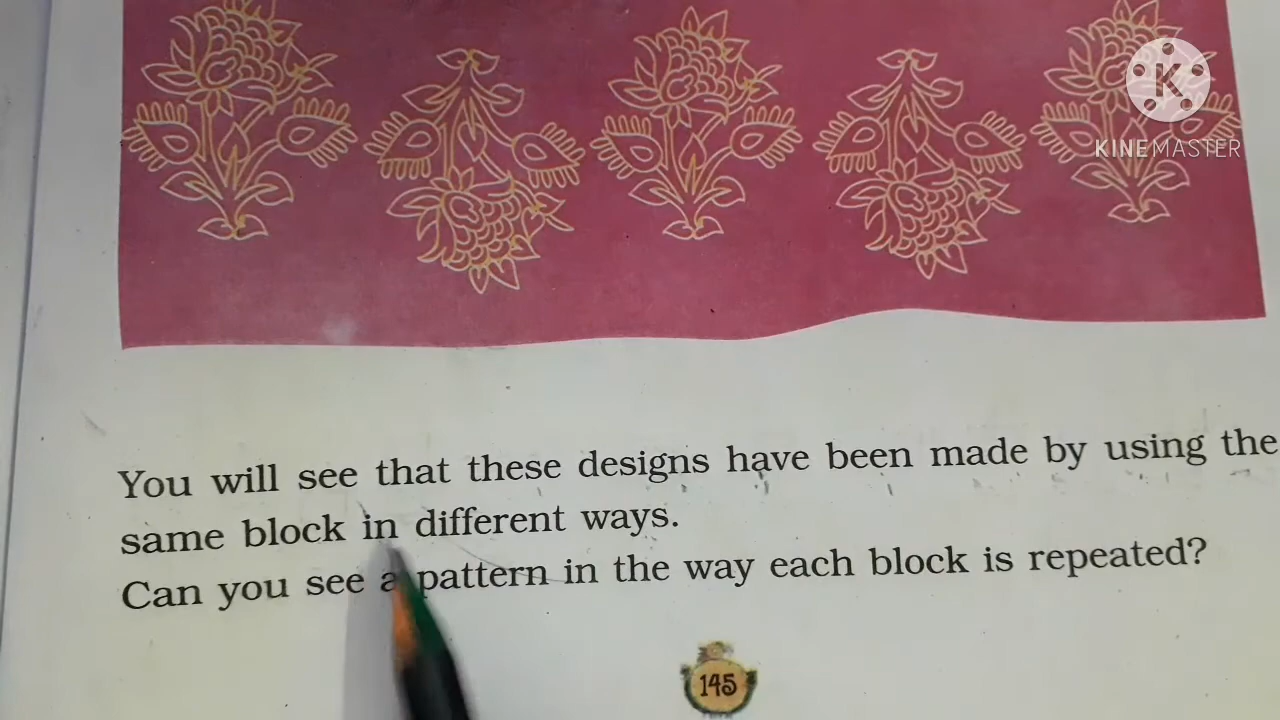 K
KINEMASTER
You will see that these designs have been made by using the
same block in different ways.
Can you see a pattern in the way each block is repeated?
145